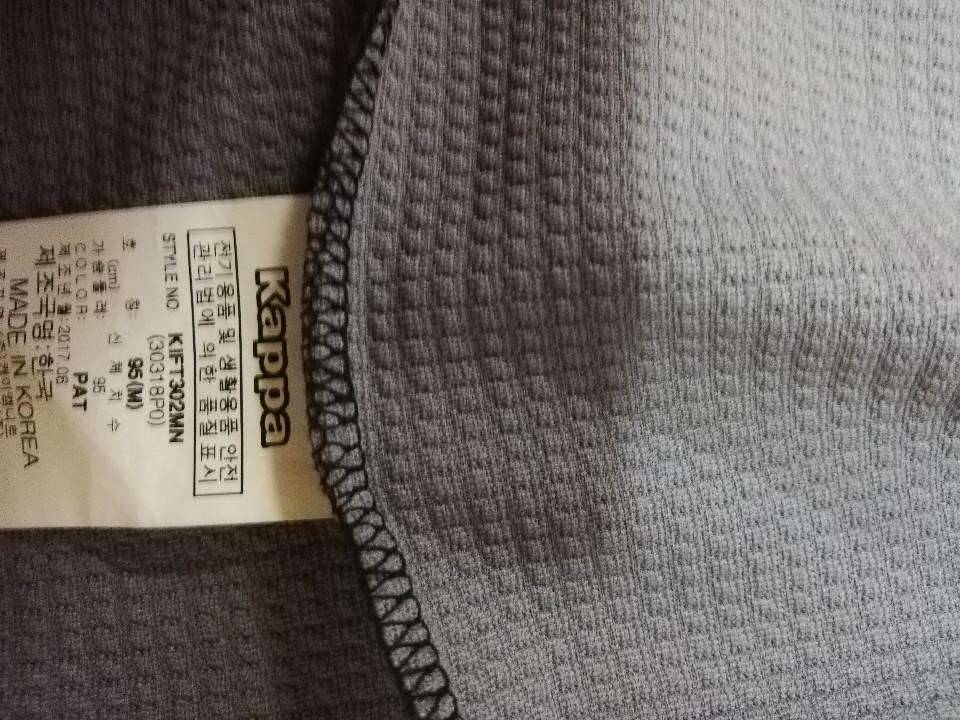 Kappa
전기용품 및 생활용품 안전
관리법에 의한 품질표시
STYLE NO KIFT302MN
(30318P0)
호 칭: 95(M)
(cm) 신 체 치 수
가슴둘레: 95
COLOR: PAT
제조년월 2017.06
제조국명:한국
MADE IN KOREA